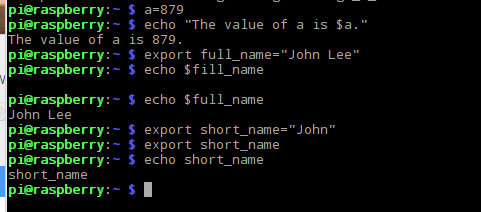 pi@raspberry:~ $ a=879
pi@raspberry:~ $ echo "The value of a is $a."
The value of a is 879.
pi@raspberry:~ $ export full_name="John Lee"
pi@raspberry:~ $ echo $fill_name

pi@raspberry:~ $ echo $full_name
John Lee
pi@raspberry:~ $ export short_name="John"
pi@raspberry:~ $ export short_name
pi@raspberry:~ $ echo short_name
short_name
pi@raspberry:~ $